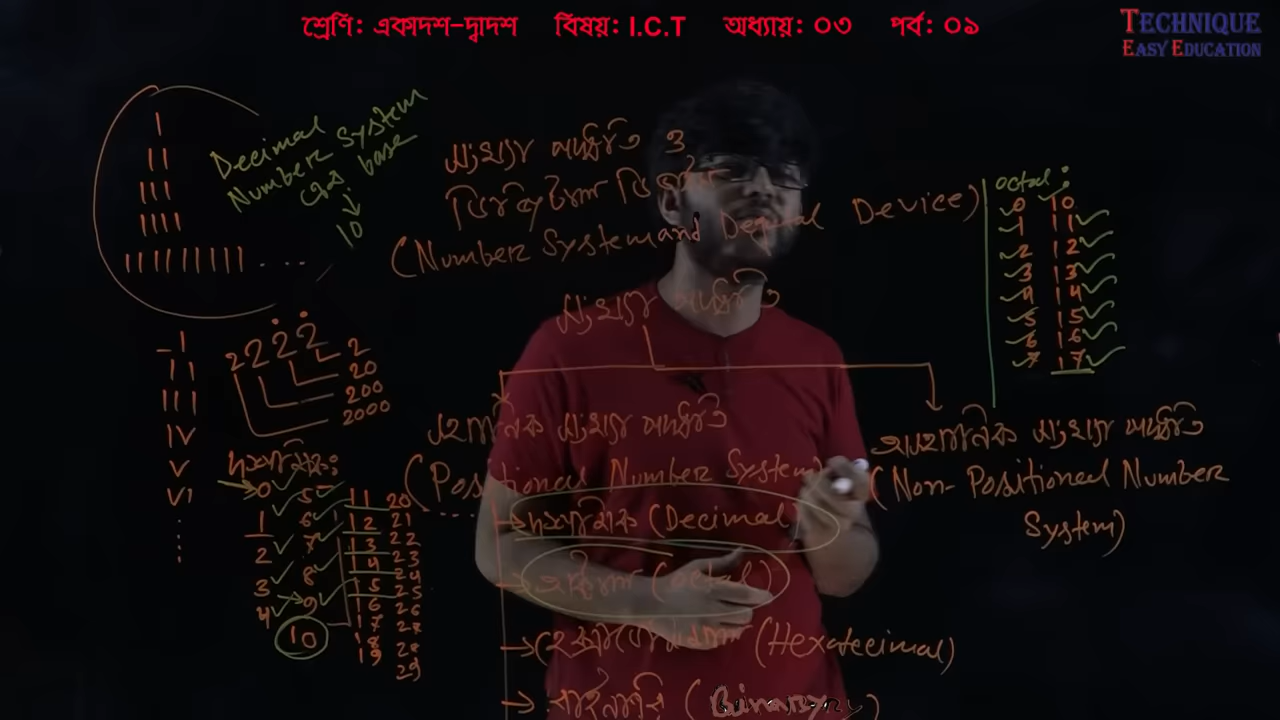 শ্রেণি: একাদশ-দ্বাদশ বিষয়: I.C.T অধ্যায়: ০৩ পর্ব: ০১
TECHNIQUE
EASY EDUCATION
I
II
III
IIII
IIIIIIIIII . . .
Decimal
Number System
এর base
10
সংখ্যা পদ্ধতি ও
ডিজিটাল ডিভাইস
(Number System and Degital Device)
সংখ্যা পদ্ধতি
I
II
III
IV
V
VI
2222
2
20
200
2000
দশমিক:
0 5
1 6
2 7
3 8
4 9
10
11 20
12 21
13 22
14 23
15 24
16 25
17 26
18 27
19 28
29
স্থানিক সংখ্যা পদ্ধতি
(Positional Number System)
→ দশমিক (Decimal)
→ অক্টাল (Octal)
→ হেক্সাডেসিমেল (Hexadecimal)
→ বাইনারি (Binary)
অস্থানিক সংখ্যা পদ্ধতি
(Non-Positional Number
System)
Octal:
0 10
1 11
2 12
3 13
4 14
5 15
6 16
7 17